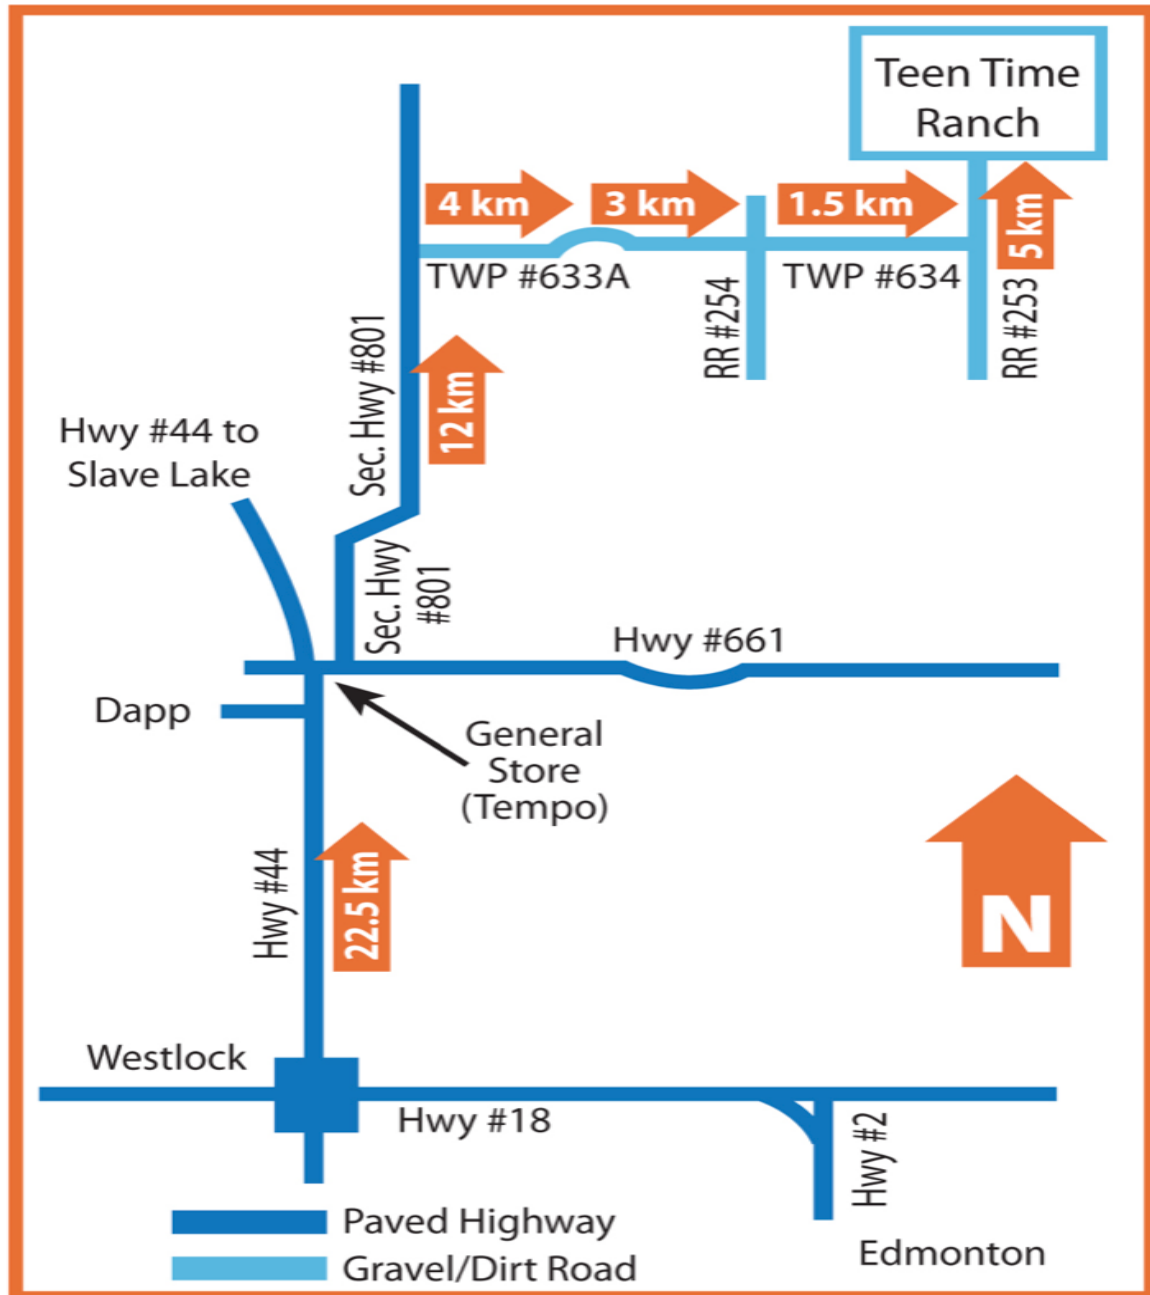 Teen Time
Ranch
4 km
3 km
1.5 km
5 km
TWP #633A
TWP #634
RR #254
RR #253
Sec. Hwy #801
12 km
Hwy #44 to
Slave Lake
Sec. Hwy
#801
Hwy #661
Dapp
General
Store
(Tempo)
Hwy #44
22.5 km
N
Westlock
Hwy #18
Hwy #2
Paved Highway
Edmonton
Gravel/Dirt Road